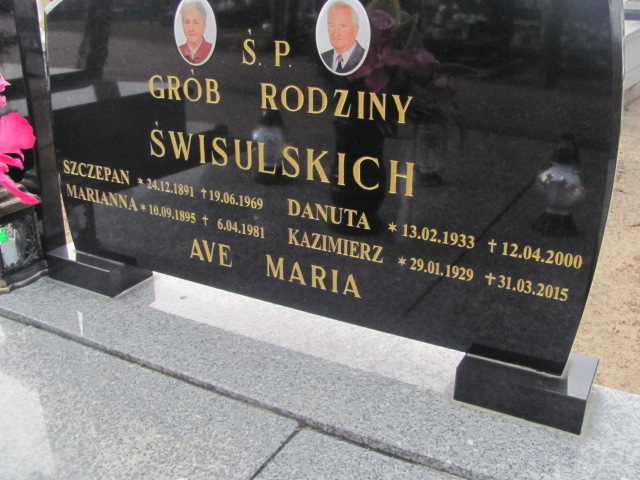 Ś. P.
GRÓB RODZINY
ŚWISULSKICH
SZCZEPAN * 24.12.1891 † 19.06.1969
MARIANNA * 10.09.1895 † 6.04.1981
DANUTA * 13.02.1933 † 12.04.2000
KAZIMIERZ * 29.01.1929 † 31.03.2015
AVE MARIA